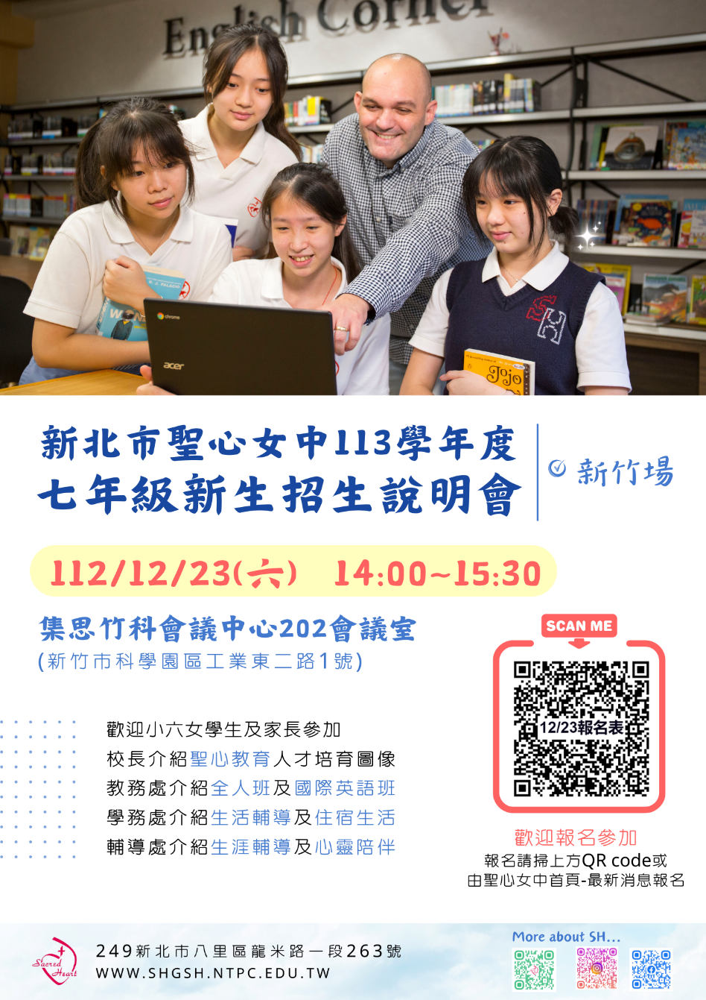 English Corner
R. J. PALACIO
WON
chrome
acer
SH
Jojo
新北市聖心女中113學年度
七年級新生招生說明會
新竹場
112/12/23(六) 14:00~15:30
集思竹科會議中心202會議室
(新竹市科學園區工業東二路1號)
SCAN ME
12/23報名表
歡迎小六女學生及家長參加
校長介紹聖心教育人才培育圖像
教務處介紹全人班及國際英語班
學務處介紹生活輔導及住宿生活
輔導處介紹生涯輔導及心靈陪伴
歡迎報名參加
報名請掃上方QR code或
由聖心女中首頁-最新消息報名
Sacred
Heart
249新北市八里區龍米路一段263號
WWW.SHGSH.NTPC.EDU.TW
More about SH...